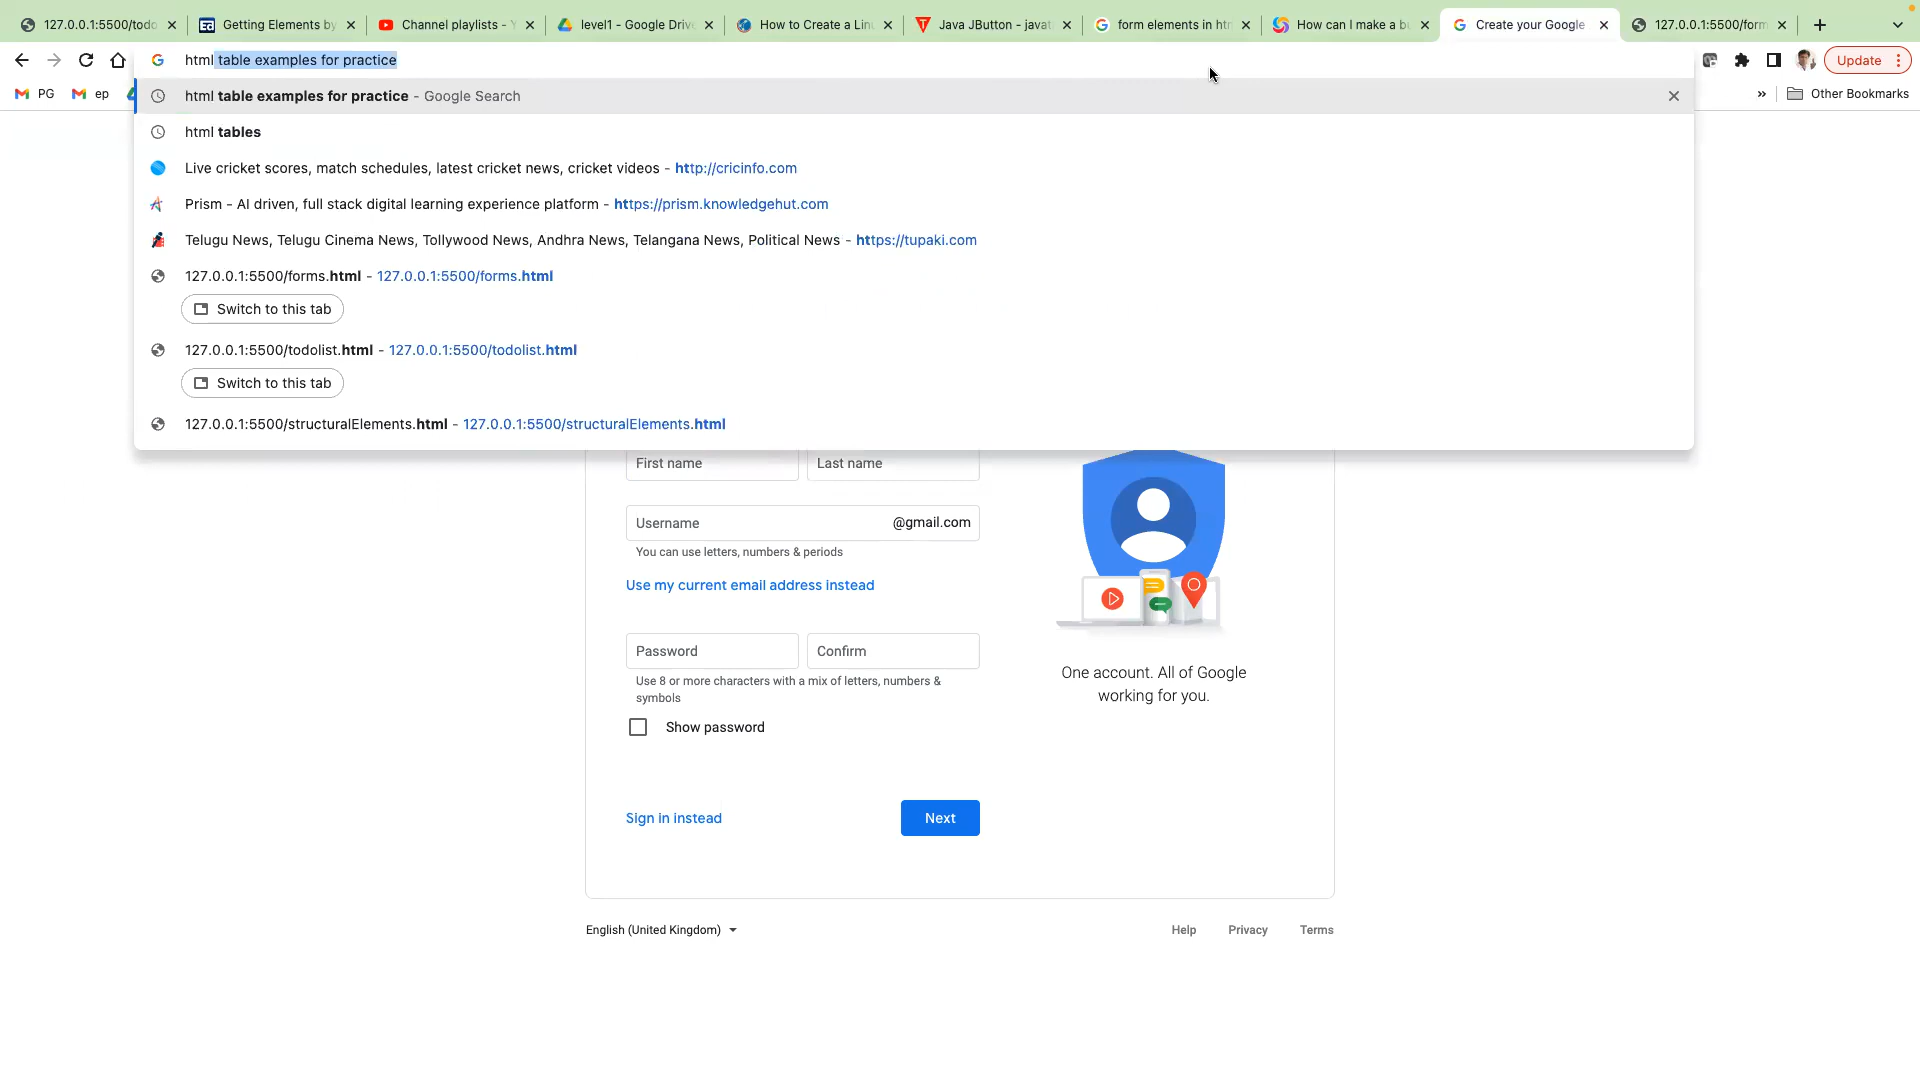 127.0.0.1:5500/todo
Getting Elements by
Channel playlists - Y
level1 - Google Drive
How to Create a Lin
Java JButton - javat
form elements in htm
How can I make a bu
Create your Google
127.0.0.1:5500/form
html table examples for practice
Update
PG
ep
»
Other Bookmarks
html table examples for practice - Google Search
html tables
Live cricket scores, match schedules, latest cricket news, cricket videos - http://cricinfo.com
Prism - AI driven, full stack digital learning experience platform - https://prism.knowledgehut.com
Telugu News, Telugu Cinema News, Tollywood News, Andhra News, Telangana News, Political News - https://tupaki.com
127.0.0.1:5500/forms.html - 127.0.0.1:5500/forms.html
Switch to this tab
127.0.0.1:5500/todolist.html - 127.0.0.1:5500/todolist.html
Switch to this tab
127.0.0.1:5500/structuralElements.html - 127.0.0.1:5500/structuralElements.html
First name
Last name
Username
@gmail.com
You can use letters, numbers & periods
Use my current email address instead
Password
Confirm
Use 8 or more characters with a mix of letters, numbers &
symbols
Show password
One account. All of Google
working for you.
Sign in instead
Next
English (United Kingdom)
Help
Privacy
Terms